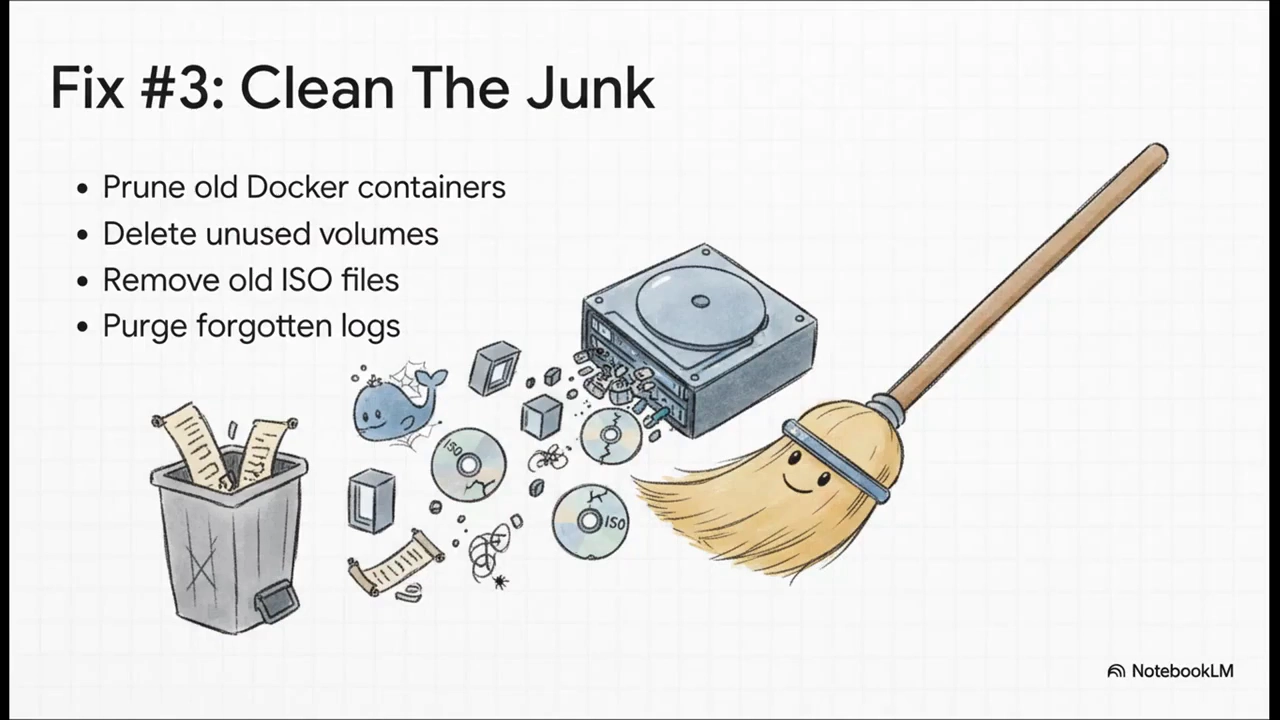 Fix #3: Clean The Junk
• Prune old Docker containers
• Delete unused volumes
• Remove old ISO files
• Purge forgotten logs
ISO
ISO
NotebookLM